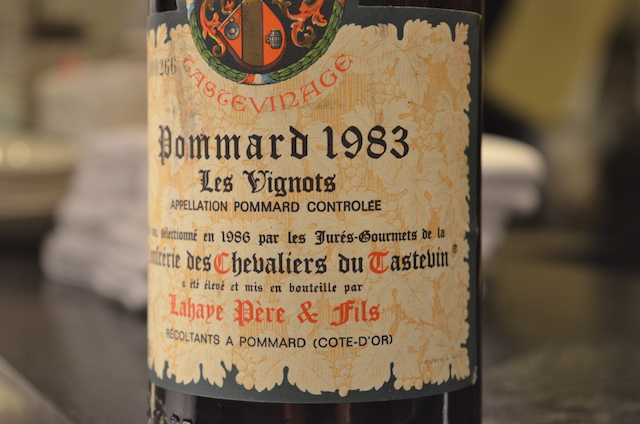 266
TASTEVINAGE
Pommard 1983
Les Vignots
APPELLATION POMMARD CONTROLÉE
sélectionné en 1986 par les Jurés-Gourmets de la
des Chevaliers du Tastevin®
a été élevé et mis en bouteille par
Lahaye Père & Fils
RÉCOLTANTS A POMMARD (COTE-D'OR)